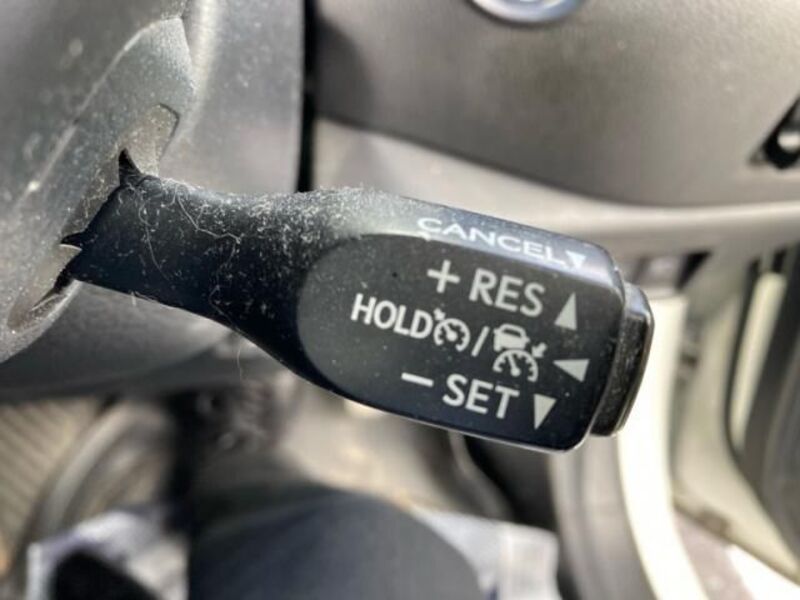 CANCEL
+ RES
HOLD /
− SET